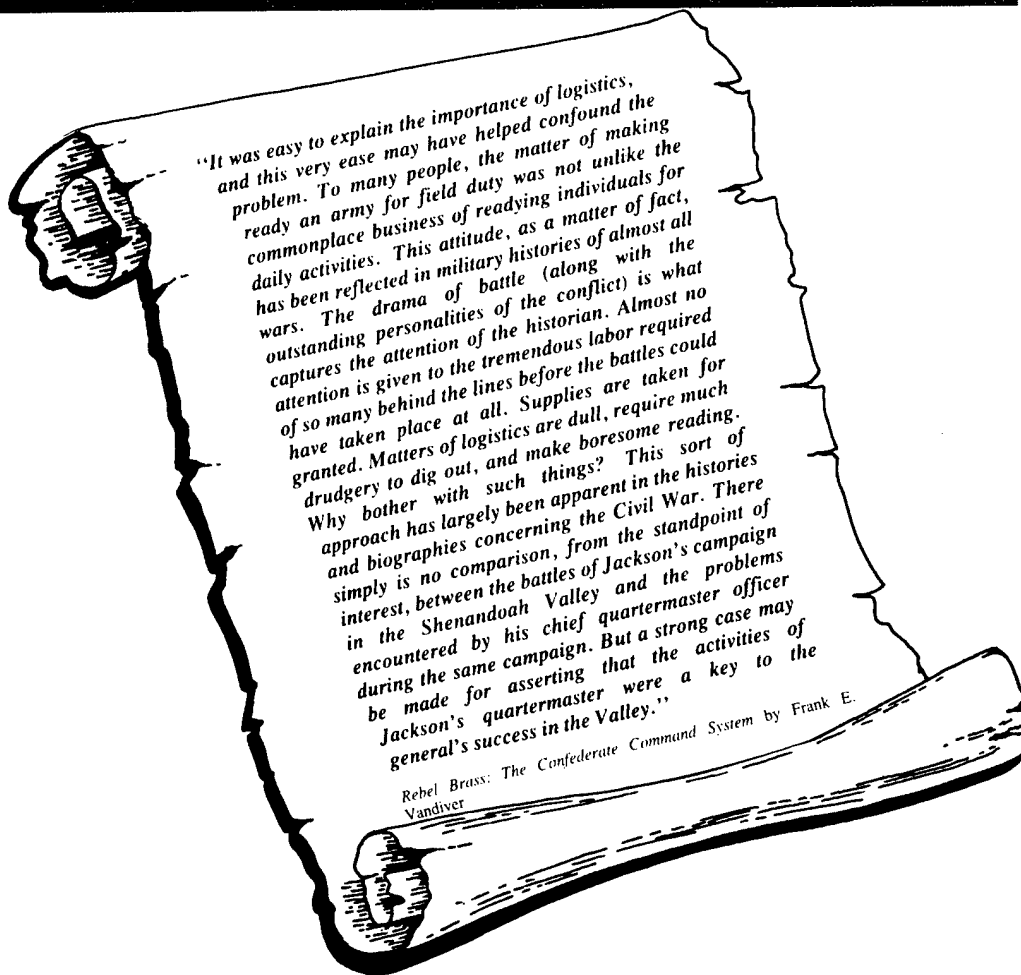 “It was easy to explain the importance of logistics,
and this very ease may have helped confound the
problem. To many people, the matter of making
ready an army for field duty was not unlike the
commonplace business of readying individuals for
daily activities. This attitude, as a matter of fact,
has been reflected in military histories of almost all
wars. The drama of battle (along with the
outstanding personalities of the conflict) is what
captures the attention of the historian. Almost no
attention is given to the tremendous labor required
of so many behind the lines before the battles could
have taken place at all. Supplies are taken for
granted. Matters of logistics are dull, require much
drudgery to dig out, and make boresome reading.
Why bother with such things? This sort of
approach has largely been apparent in the histories
and biographies concerning the Civil War. There
simply is no comparison, from the standpoint of
interest, between the battles of Jackson’s campaign
in the Shenandoah Valley and the problems
encountered by his chief quartermaster officer
during the same campaign. But a strong case may
be made for asserting that the activities of
Jackson’s quartermaster were a key to the
general’s success in the Valley.”
Rebel Brass: The Confederate Command System by Frank E.
Vandiver